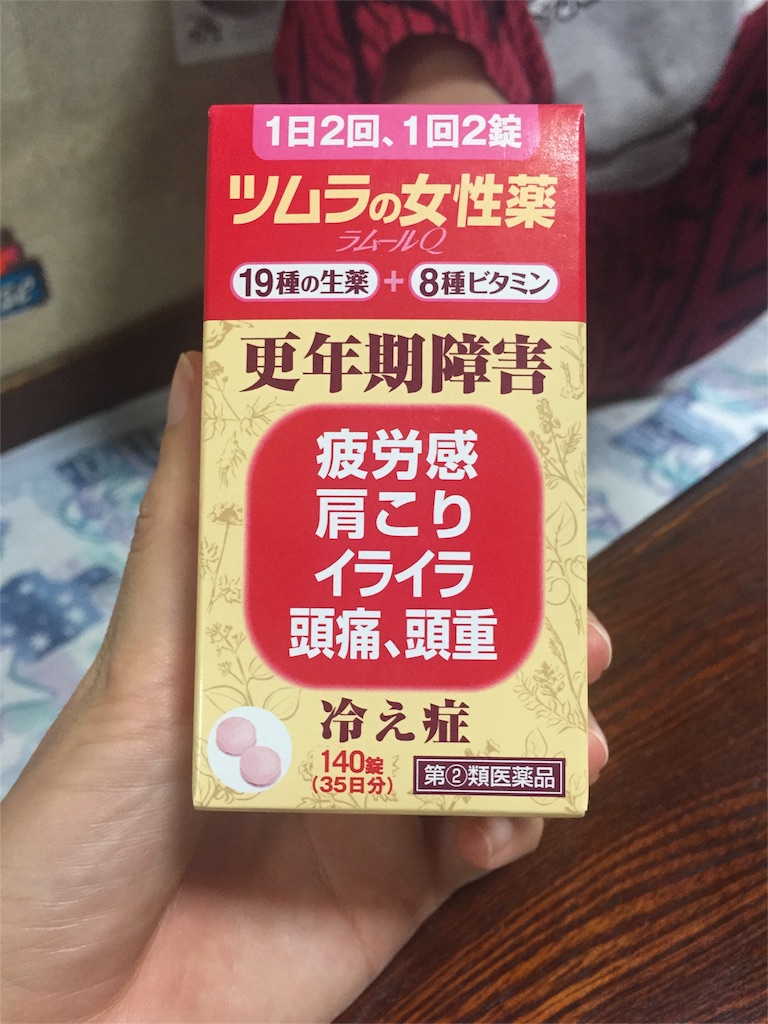 1日2回、1回2錠
ツムラの女性薬
ラムールQ
19種の生薬+8種ビタミン
更年期障害
疲労感
肩こり
イライラ
頭痛、頭重
冷え症
140錠
(35日分)
第②類医薬品